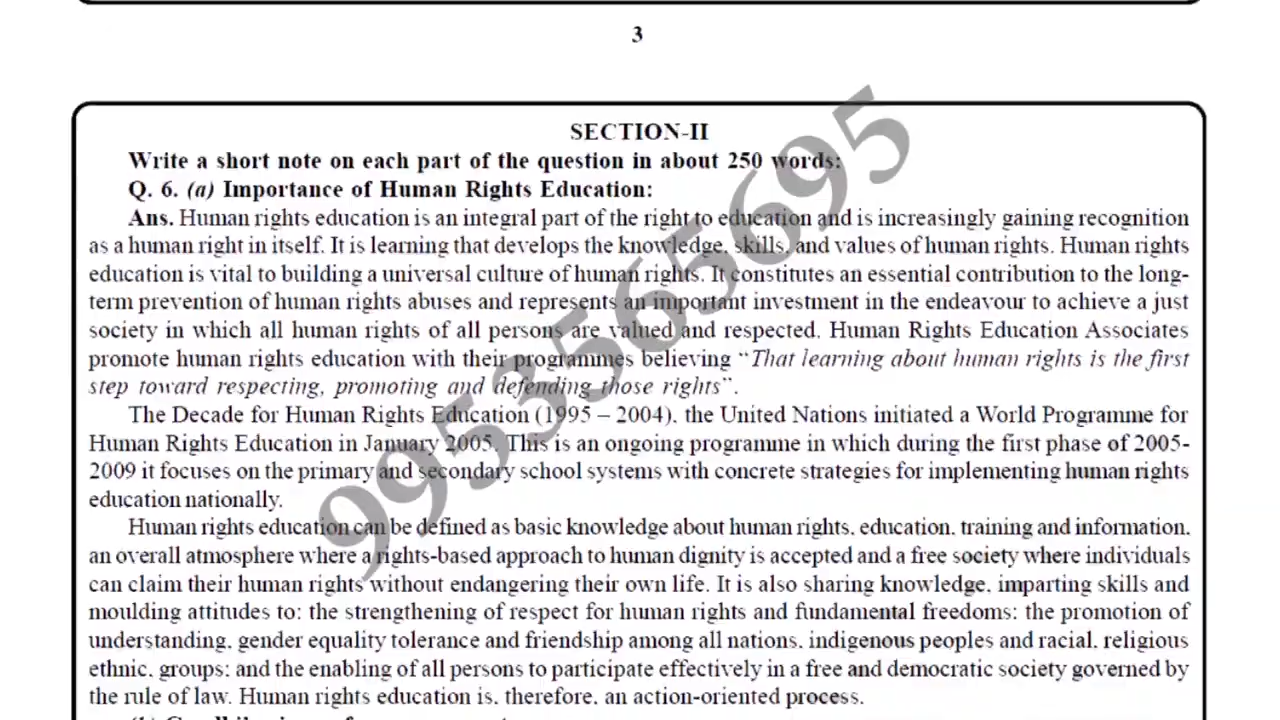 3
SECTION-II
Write a short note on each part of the question in about 250 words:
Q. 6. (a) Importance of Human Rights Education:
Ans. Human rights education is an integral part of the right to education and is increasingly gaining recognition
as a human right in itself. It is learning that develops the knowledge, skills, and values of human rights. Human rights
education is vital to building a universal culture of human rights. It constitutes an essential contribution to the long-
term prevention of human rights abuses and represents an important investment in the endeavour to achieve a just
society in which all human rights of all persons are valued and respected. Human Rights Education Associates
promote human rights education with their programmes believing “That learning about human rights is the first
step toward respecting, promoting and defending those rights”.
The Decade for Human Rights Education (1995 – 2004), the United Nations initiated a World Programme for
Human Rights Education in January 2005. This is an ongoing programme in which during the first phase of 2005-
2009 it focuses on the primary and secondary school systems with concrete strategies for implementing human rights
education nationally.
Human rights education can be defined as basic knowledge about human rights, education, training and information,
an overall atmosphere where a rights-based approach to human dignity is accepted and a free society where individuals
can claim their human rights without endangering their own life. It is also sharing knowledge, imparting skills and
moulding attitudes to: the strengthening of respect for human rights and fundamental freedoms; the promotion of
understanding, gender equality tolerance and friendship among all nations, indigenous peoples and racial, religious
ethnic, groups; and the enabling of all persons to participate effectively in a free and democratic society governed by
the rule of law. Human rights education is, therefore, an action-oriented process.
9953565695